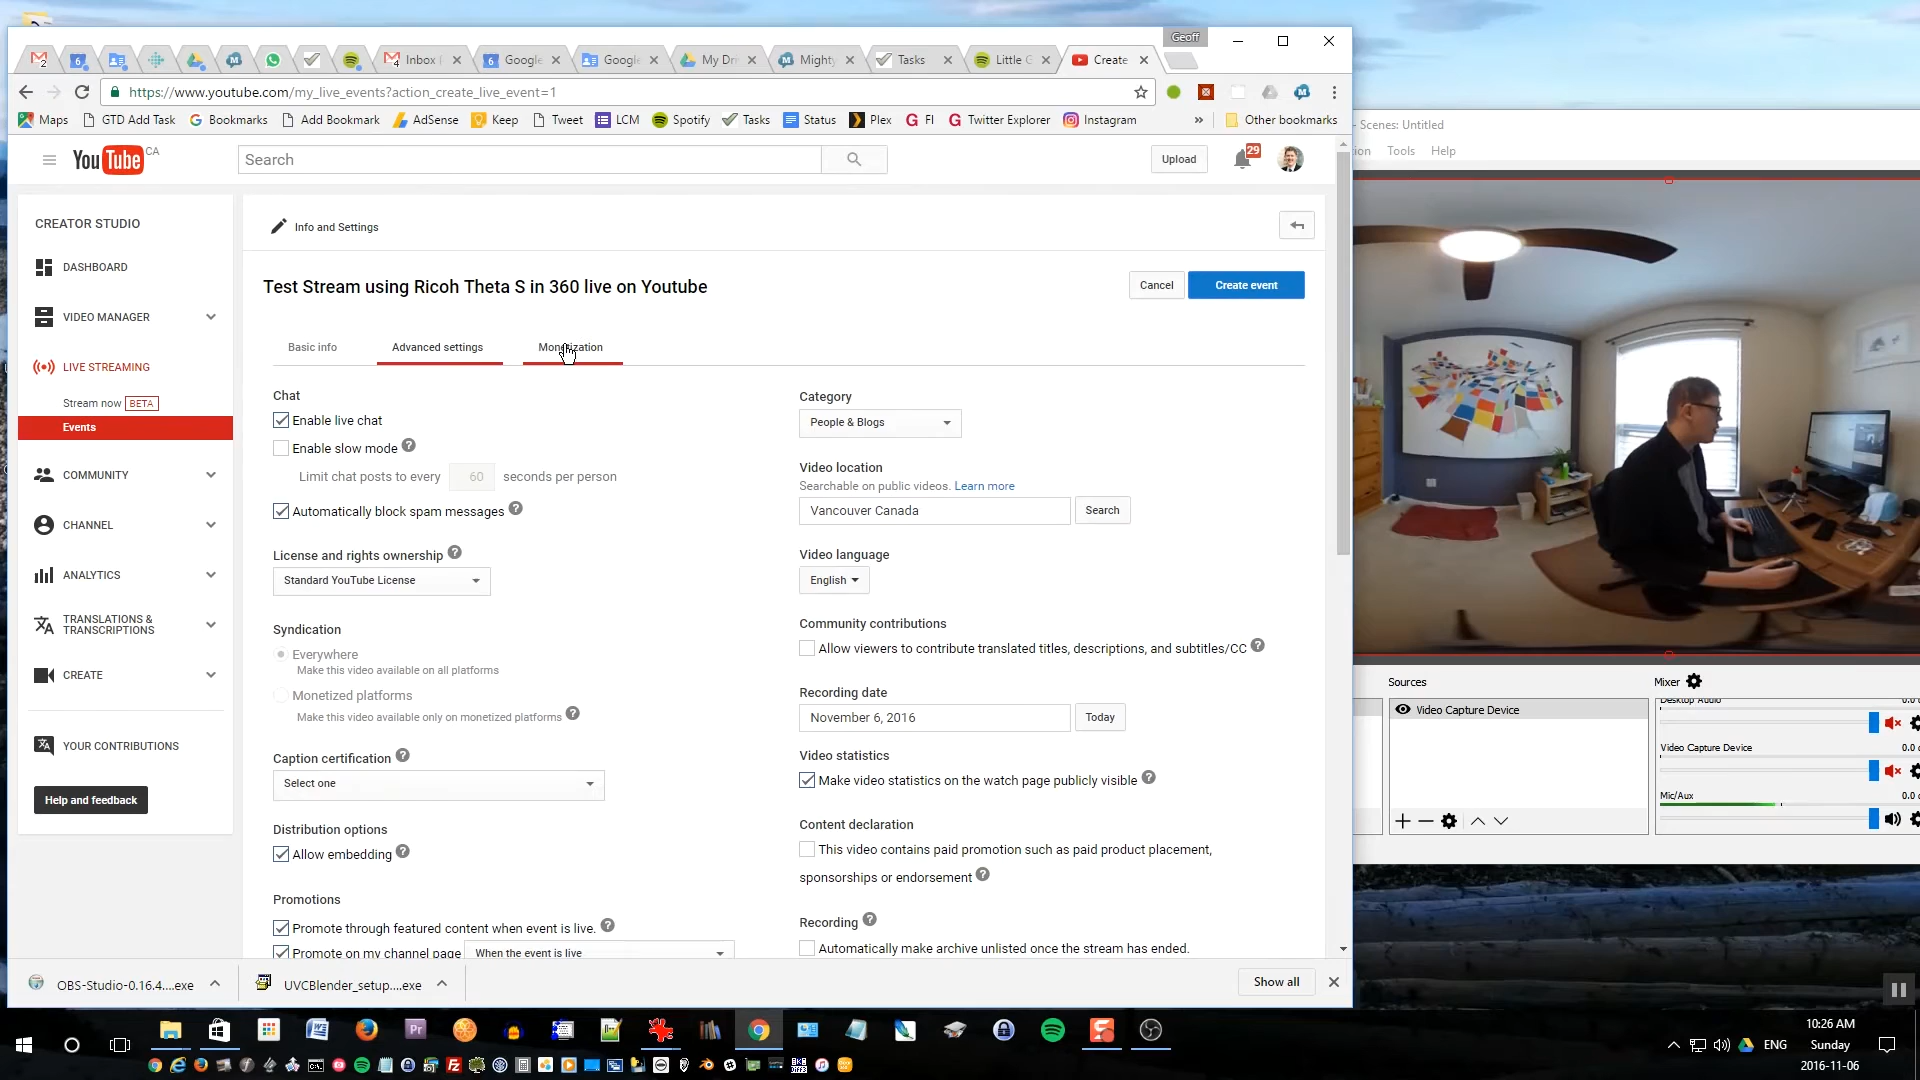 Geoff
2
6
4
Inbox
Google
Google
My Dri
Mighty
Tasks
Little G
Create
https://www.youtube.com/my_live_events?action_create_live_event=1
Maps
GTD Add Task
Bookmarks
Add Bookmark
AdSense
Keep
Tweet
LCM
Spotify
Tasks
Status
Plex
FI
Twitter Explorer
Instagram
»
Other bookmarks
YouTube CA
Search
Upload
29
CREATOR STUDIO
DASHBOARD
VIDEO MANAGER
LIVE STREAMING
Stream now BETA
Events
COMMUNITY
CHANNEL
ANALYTICS
TRANSLATIONS &
TRANSCRIPTIONS
CREATE
YOUR CONTRIBUTIONS
Help and feedback
Info and Settings
Test Stream using Ricoh Theta S in 360 live on Youtube
Cancel
Create event
Basic info
Advanced settings
Monetization
Chat
Enable live chat
Enable slow mode ?
Limit chat posts to every 60 seconds per person
Automatically block spam messages ?
License and rights ownership ?
Standard YouTube License
Syndication
Everywhere
Make this video available on all platforms
Monetized platforms
Make this video available only on monetized platforms ?
Caption certification ?
Select one
Distribution options
Allow embedding ?
Promotions
Promote through featured content when event is live. ?
Promote on my channel page When the event is live
Category
People & Blogs
Video location
Searchable on public videos. Learn more
Vancouver Canada
Search
Video language
English
Community contributions
Allow viewers to contribute translated titles, descriptions, and subtitles/CC ?
Recording date
November 6, 2016
Today
Video statistics
Make video statistics on the watch page publicly visible ?
Content declaration
This video contains paid promotion such as paid product placement,
sponsorships or endorsement ?
Recording ?
Automatically make archive unlisted once the stream has ended.
- Scenes: Untitled
ion
Tools
Help
Sources
Video Capture Device
Mixer
Desktop Audio
0.0
Video Capture Device
0.0
Mic/Aux
0.0
OBS-Studio-0.16.4....exe
UVCBlender_setup....exe
Show all
ENG
10:26 AM
Sunday
2016-11-06